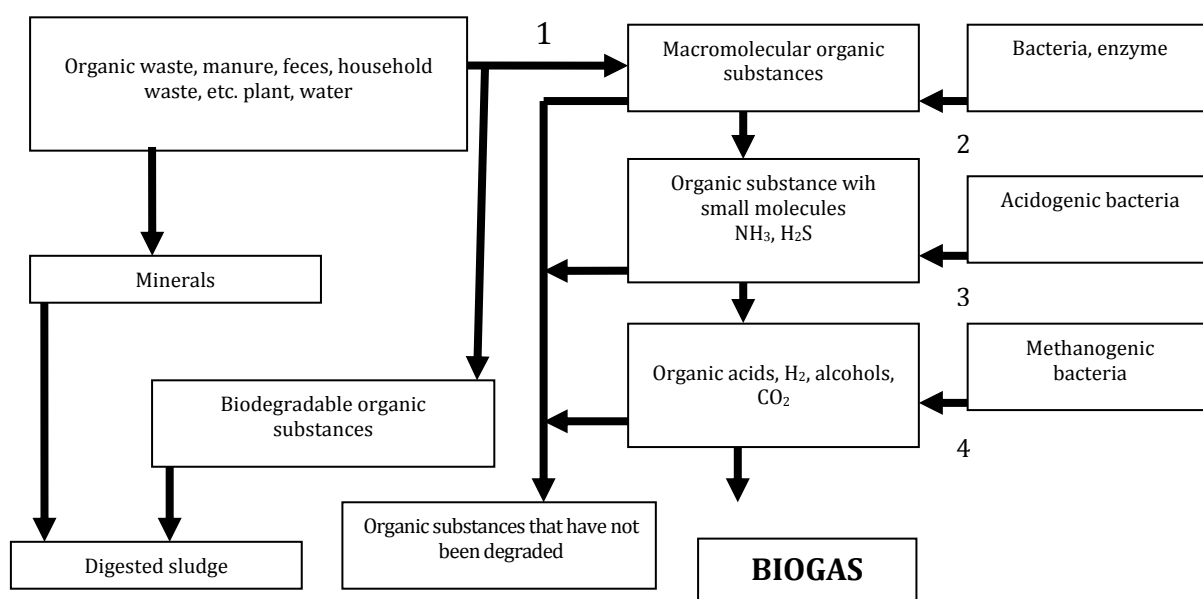 1
Organic waste, manure, feces, household
waste, etc. plant, water
Macromolecular organic
substances
Bacteria, enzyme
2
Organic substance wih
small molecules
NH₃, H₂S
Acidogenic bacteria
3
Minerals
Organic acids, H₂, alcohols,
CO₂
Methanogenic
bacteria
4
Biodegradable organic
substances
Organic substances that have not
been degraded
Digested sludge
BIOGAS